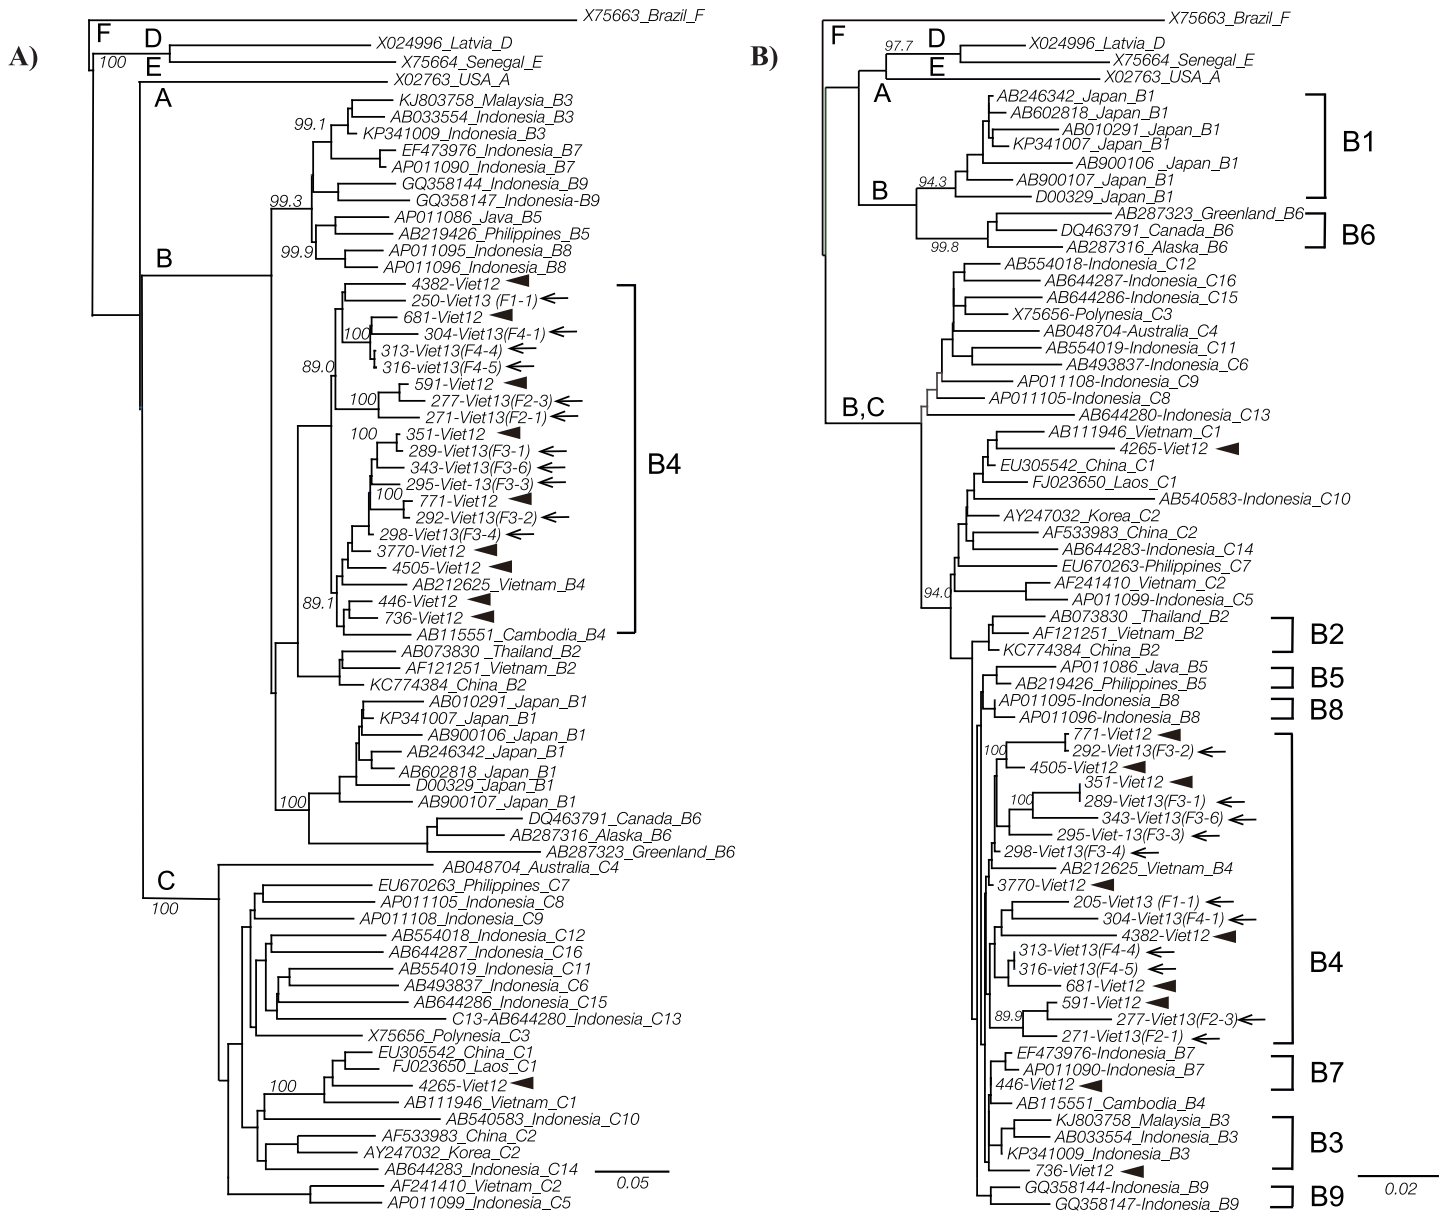 A)
F
X75663_Brazil_F
D
X024996_Latvia_D
100
X75664_Senegal_E
E
X02763_USA_A
A
KJ803758_Malaysia_B3
AB033554_Indonesia_B3
99.1
KP341009_Indonesia_B3
EF473976_Indonesia_B7
AP011090_Indonesia_B7
GQ358144_Indonesia_B9
99.3
GQ358147_Indonesia-B9
AP011086_Java_B5
AB219426_Philippines_B5
99.9
AP011095_Indonesia_B8
B
AP011096_Indonesia_B8
4382-Viet12
250-Viet13 (F1-1)
681-Viet12
100
304-Viet13(F4-1)
313-Viet13(F4-4)
89.0
316-viet13(F4-5)
591-Viet12
100
277-Viet13(F2-3)
271-Viet13(F2-1)
100
351-Viet12
289-Viet13(F3-1)
B4
343-Viet13(F3-6)
295-Viet-13(F3-3)
100
771-Viet12
292-Viet13(F3-2)
298-Viet13(F3-4)
3770-Viet12
4505-Viet12
AB212625_Vietnam_B4
89.1
446-Viet12
736-Viet12
AB115551_Cambodia_B4
AB073830_Thailand_B2
AF121251_Vietnam_B2
KC774384_China_B2
AB010291_Japan_B1
KP341007_Japan_B1
AB900106_Japan_B1
AB246342_Japan_B1
AB602818_Japan_B1
D00329_Japan_B1
100
AB900107_Japan_B1
DQ463791_Canada_B6
AB287316_Alaska_B6
AB287323_Greenland_B6
AB048704_Australia_C4
C
100
EU670263_Philippines_C7
AP011105_Indonesia_C8
AP011108_Indonesia_C9
AB554018_Indonesia_C12
AB644287_Indonesia_C16
AB554019_Indonesia_C11
AB493837_Indonesia_C6
AB644286_Indonesia_C15
C13-AB644280_Indonesia_C13
X75656_Polynesia_C3
EU305542_China_C1
FJ023650_Laos_C1
100
4265-Viet12
AB111946_Vietnam_C1
AB540583_Indonesia_C10
AF533983_China_C2
AY247032_Korea_C2
AB644283_Indonesia_C14
AF241410_Vietnam_C2
AP011099_Indonesia_C5
0.05
B)
F
X75663_Brazil_F
D
97.7
X024996_Latvia_D
E
X75664_Senegal_E
X02763_USA_A
A
AB246342_Japan_B1
AB602818_Japan_B1
AB010291_Japan_B1
KP341007_Japan_B1
B1
AB900106_Japan_B1
94.3
AB900107_Japan_B1
B
D00329_Japan_B1
AB287323_Greenland_B6
DQ463791_Canada_B6
B6
99.8
AB287316_Alaska_B6
AB554018-Indonesia_C12
AB644287-Indonesia_C16
AB644286-Indonesia_C15
X75656-Polynesia_C3
AB048704-Australia_C4
AB554019-Indonesia_C11
AB493837-Indonesia_C6
AP011108-Indonesia_C9
AP011105-Indonesia_C8
B,C
AB644280-Indonesia_C13
AB111946_Vietnam_C1
4265-Viet12
EU305542_China_C1
FJ023650_Laos_C1
AB540583-Indonesia_C10
AY247032_Korea_C2
AF533983_China_C2
AB644283-Indonesia_C14
EU670263-Philippines_C7
AF241410_Vietnam_C2
94.0
AP011099-Indonesia_C5
AB073830_Thailand_B2
AF121251_Vietnam_B2
B2
KC774384_China_B2
AP011086_Java_B5
AB219426_Philippines_B5
B5
AP011095-Indonesia_B8
B8
AP011096-Indonesia_B8
771-Viet12
100
292-Viet13(F3-2)
4505-Viet12
351-Viet12
100
289-Viet13(F3-1)
343-Viet13(F3-6)
295-Viet-13(F3-3)
298-Viet13(F3-4)
AB212625_Vietnam_B4
3770-Viet12
205-Viet13 (F1-1)
304-Viet13(F4-1)
4382-Viet12
313-Viet13(F4-4)
B4
316-viet13(F4-5)
681-Viet12
591-Viet12
89.9
277-Viet13(F2-3)
271-Viet13(F2-1)
EF473976-Indonesia_B7
AP011090-Indonesia_B7
B7
446-Viet12
AB115551_Cambodia_B4
KJ803758_Malaysia_B3
AB033554_Indonesia_B3
B3
KP341009_Indonesia_B3
736-Viet12
GQ358144-Indonesia_B9
B9
GQ358147-Indonesia_B9
0.02